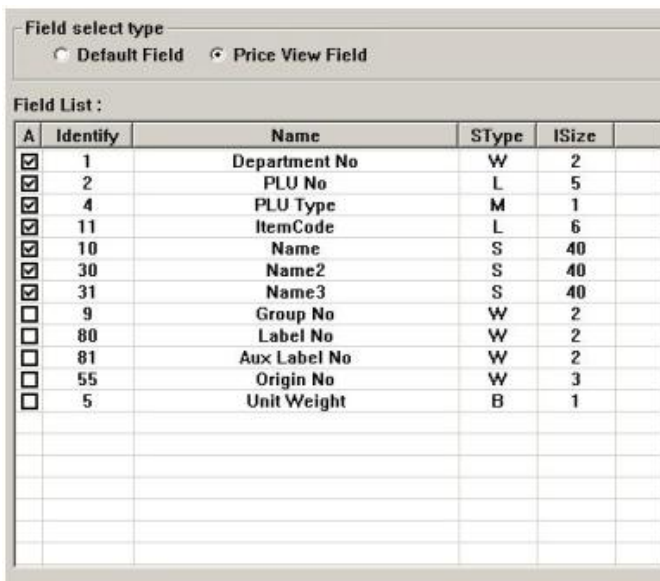 Field select type
Default Field Price View Field
Field List :
A Identify Name SType ISize
1 Department No W 2
2 PLU No L 5
4 PLU Type M 1
11 ItemCode L 6
10 Name S 40
30 Name2 S 40
31 Name3 S 40
9 Group No W 2
80 Label No W 2
81 Aux Label No W 2
55 Origin No W 3
5 Unit Weight B 1